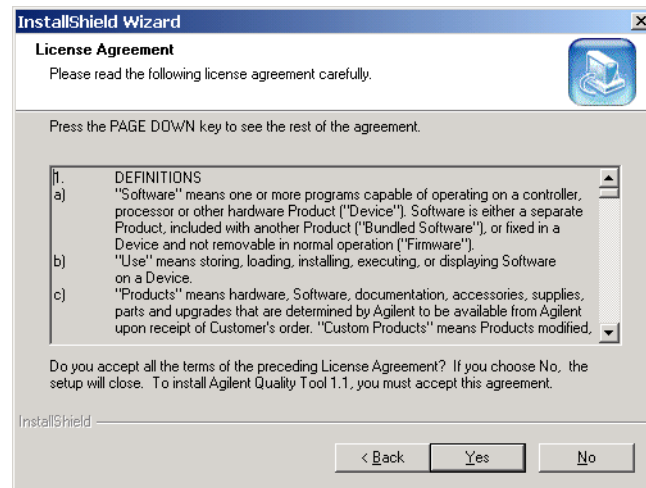 InstallShield Wizard
License Agreement
Please read the following license agreement carefully.
Press the PAGE DOWN key to see the rest of the agreement.
1. DEFINITIONS
a) "Software" means one or more programs capable of operating on a controller,
processor or other hardware Product ("Device"). Software is either a separate
Product, included with another Product ("Bundled Software"), or fixed in a
Device and not removable in normal operation ("Firmware").
b) "Use" means storing, loading, installing, executing, or displaying Software
on a Device.
c) "Products" means hardware, Software, documentation, accessories, supplies,
parts and upgrades that are determined by Agilent to be available from Agilent
upon receipt of Customer's order. "Custom Products" means Products modified,
Do you accept all the terms of the preceding License Agreement? If you choose No, the
setup will close. To install Agilent Quality Tool 1.1, you must accept this agreement.
InstallShield
< Back Yes No